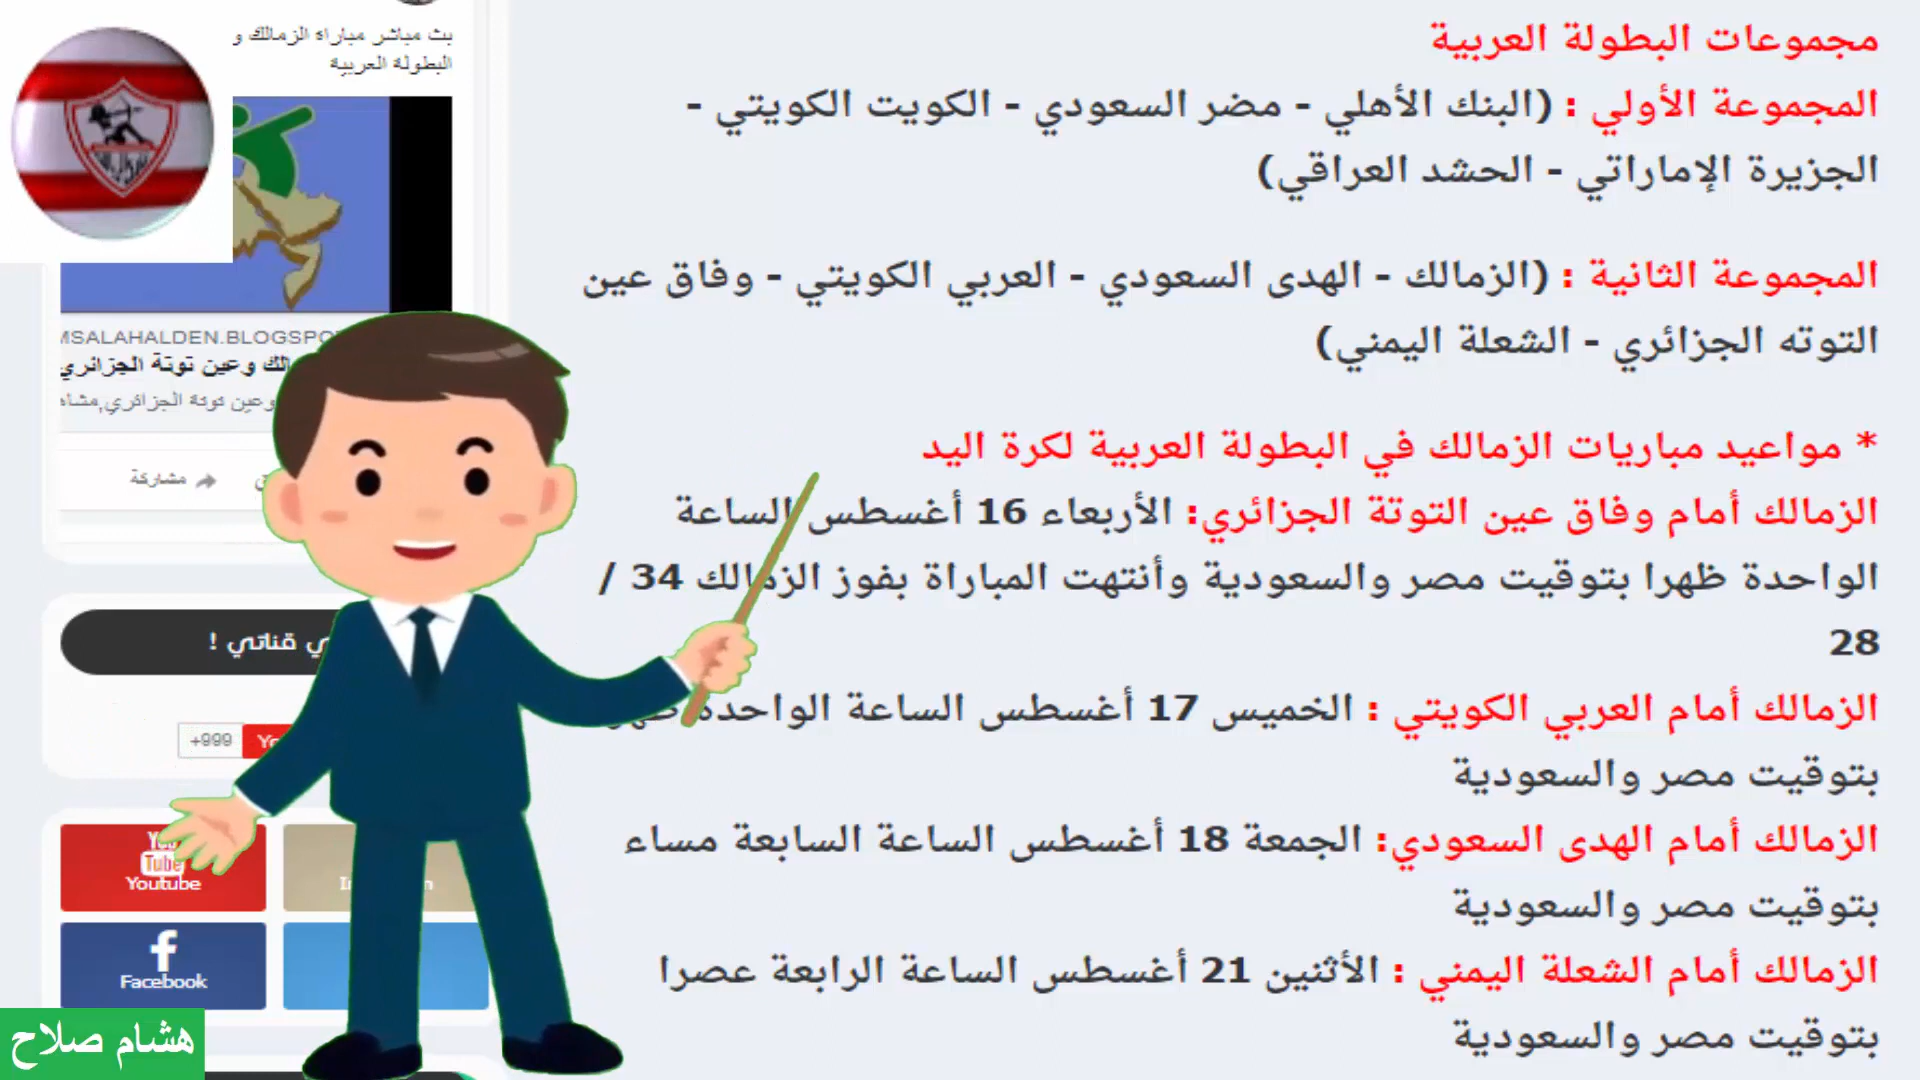 مجموعات البطولة العربية
المجموعة الأولي : (البنك الأهلي - مضر السعودي - الكويت الكويتي -
الجزيرة الإماراتي - الحشد العراقي)
المجموعة الثانية : (الزمالك - الهدى السعودي - العربي الكويتي - وفاق عين
التوته الجزائري - الشعلة اليمني)
* مواعيد مباريات الزمالك في البطولة العربية لكرة اليد
الزمالك أمام وفاق عين التوتة الجزائري: الأربعاء 16 أغسطس الساعة
الواحدة ظهرا بتوقيت مصر والسعودية وأنتهت المباراة بفوز الزمالك 34 /
28
الزمالك أمام العربي الكويتي : الخميس 17 أغسطس الساعة الواحدة
بتوقيت مصر والسعودية
الزمالك أمام الهدى السعودي: الجمعة 18 أغسطس الساعة السابعة مساء
بتوقيت مصر والسعودية
الزمالك أمام الشعلة اليمني : الأثنين 21 أغسطس الساعة الرابعة عصرا
بتوقيت مصر والسعودية
بث مباشر مباراة الزمالك و
البطولة العربية
MSALAHALDEN.BLOGSPO
وعين توتة الجزائري
وعين توتة الجزائري,
مشاركة
قناتي !
+999
You
Tube
Youtube
Facebook
هشام صلاح